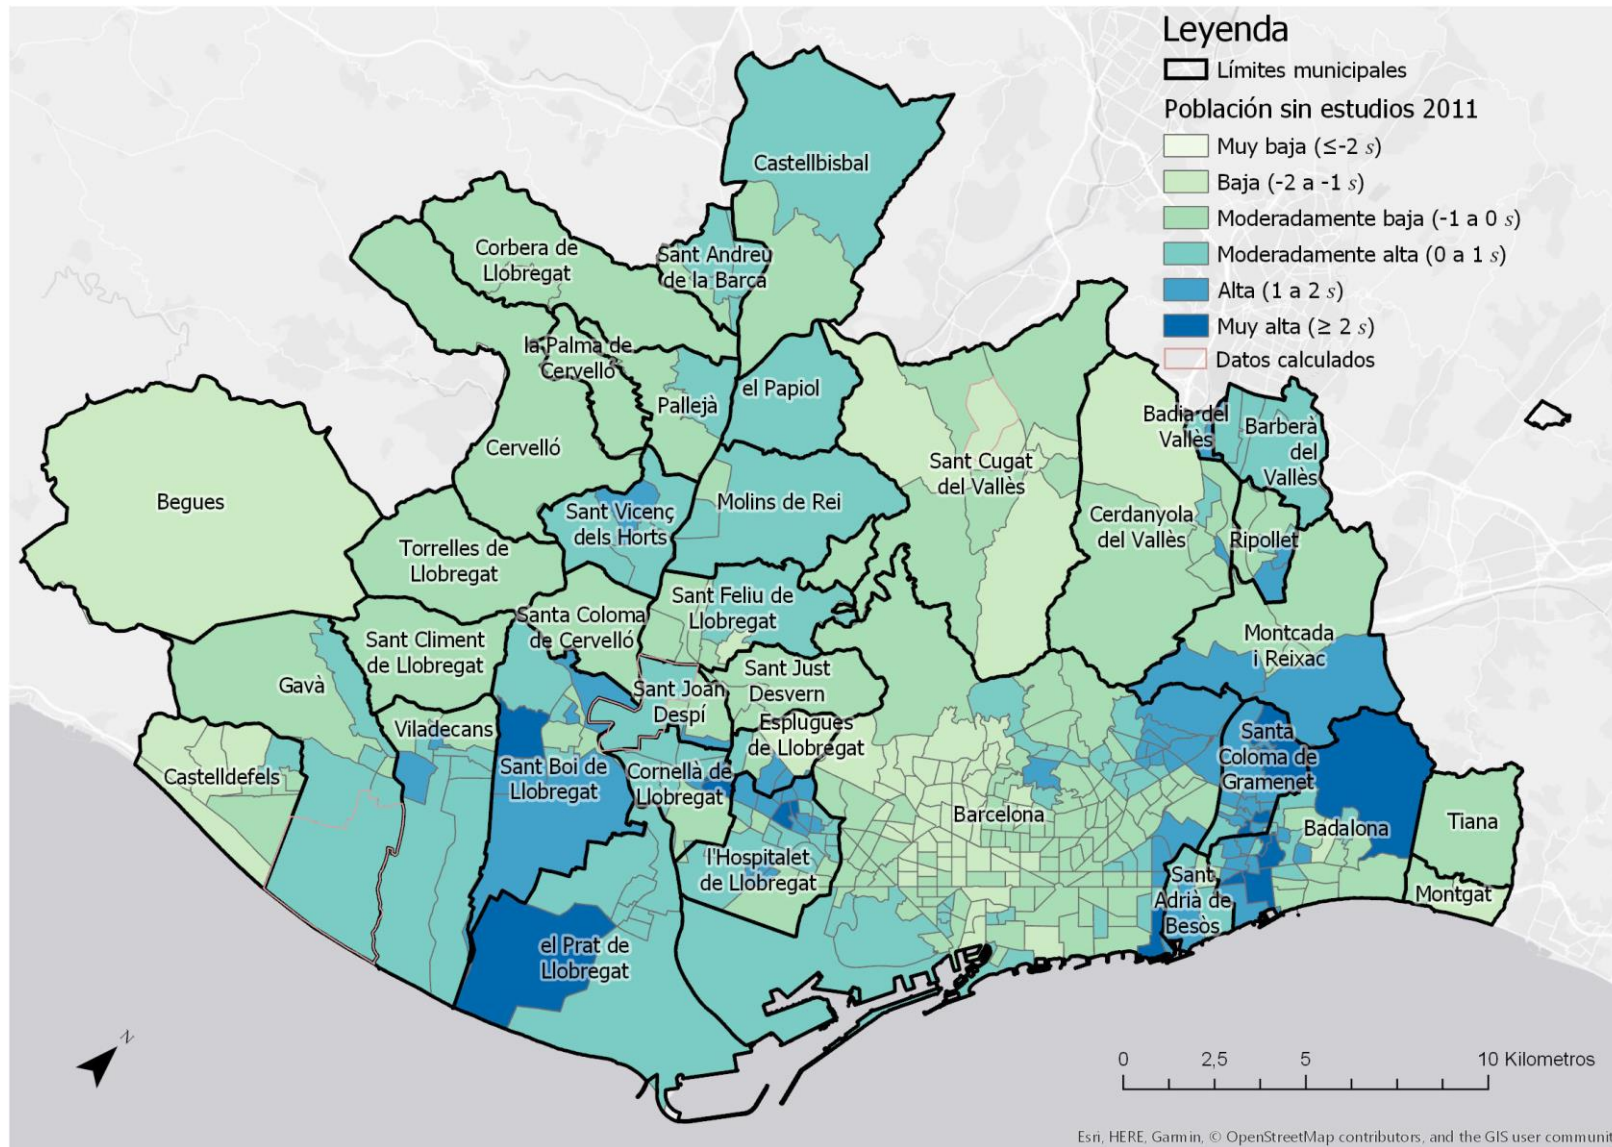 Leyenda
Límites municipales
Población sin estudios 2011
Muy baja (≤-2 s)
Baja (-2 a -1 s)
Moderadamente baja (-1 a 0 s)
Moderadamente alta (0 a 1 s)
Alta (1 a 2 s)
Muy alta (≥ 2 s)
Datos calculados
Castellbisbal
Corbera de
Llobregat
Sant Andreu
de la Barca
la Palma de
Cervelló
Pallejà
el Papiol
Cervelló
Begues
Badia del
Vallès
Barberà
del
Vallès
Sant Cugat
del Vallès
Molins de Rei
Sant Vicenç
dels Horts
Cerdanyola
del Vallès
Ripollet
Torrelles de
Llobregat
Sant Feliu de
Llobregat
Santa Coloma
de Cervelló
Sant Climent
de Llobregat
Montcada
i Reixac
Gavà
Sant Just
Desvern
Sant Joan
Despí
Viladecans
Esplugues
de Llobregat
Santa
Coloma de
Gramenet
Castelldefels
Sant Boi de
Llobregat
Cornellà de
Llobregat
Barcelona
Badalona
Tiana
l'Hospitalet
de Llobregat
Sant
Adrià de
Besòs
Montgat
el Prat de
Llobregat
N
0 2,5 5 10 Kilometros
Esri, HERE, Garmin, © OpenStreetMap contributors, and the GIS user communit